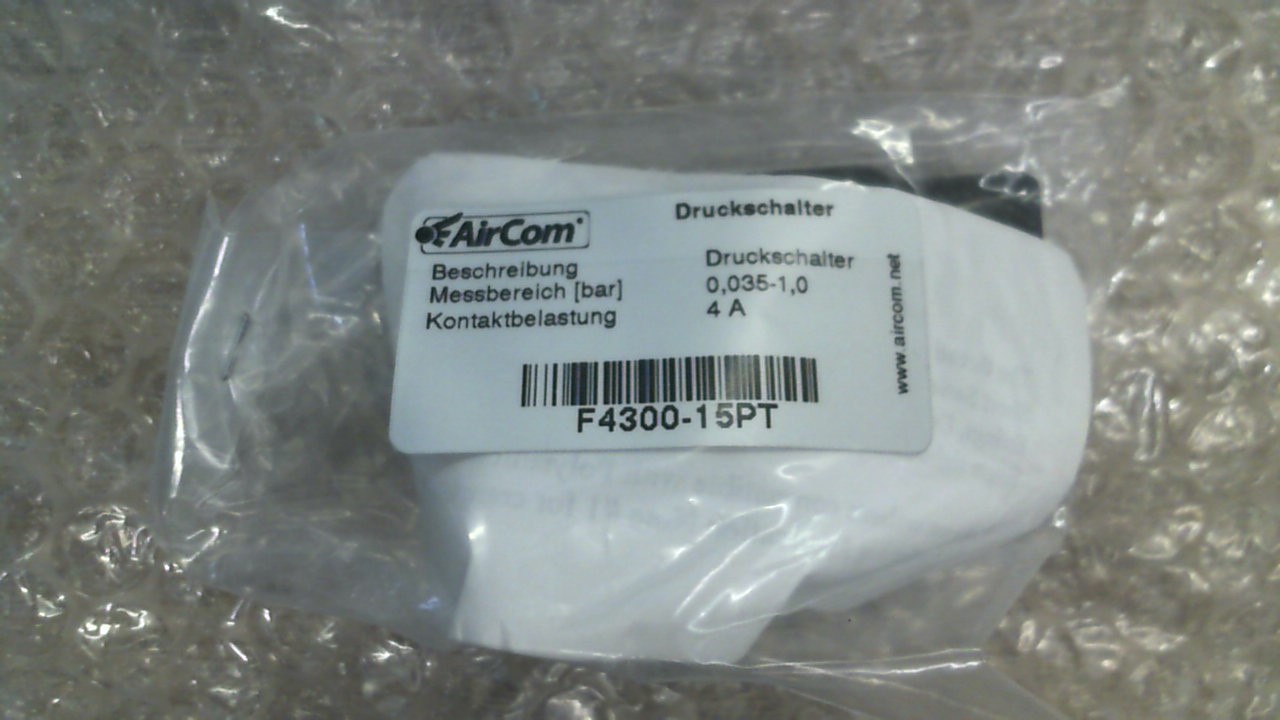 AirCom®
Druckschalter
Beschreibung Druckschalter
Messbereich [bar] 0,035-1,0
Kontaktbelastung 4 A
www.aircom.net
F4300-15PT